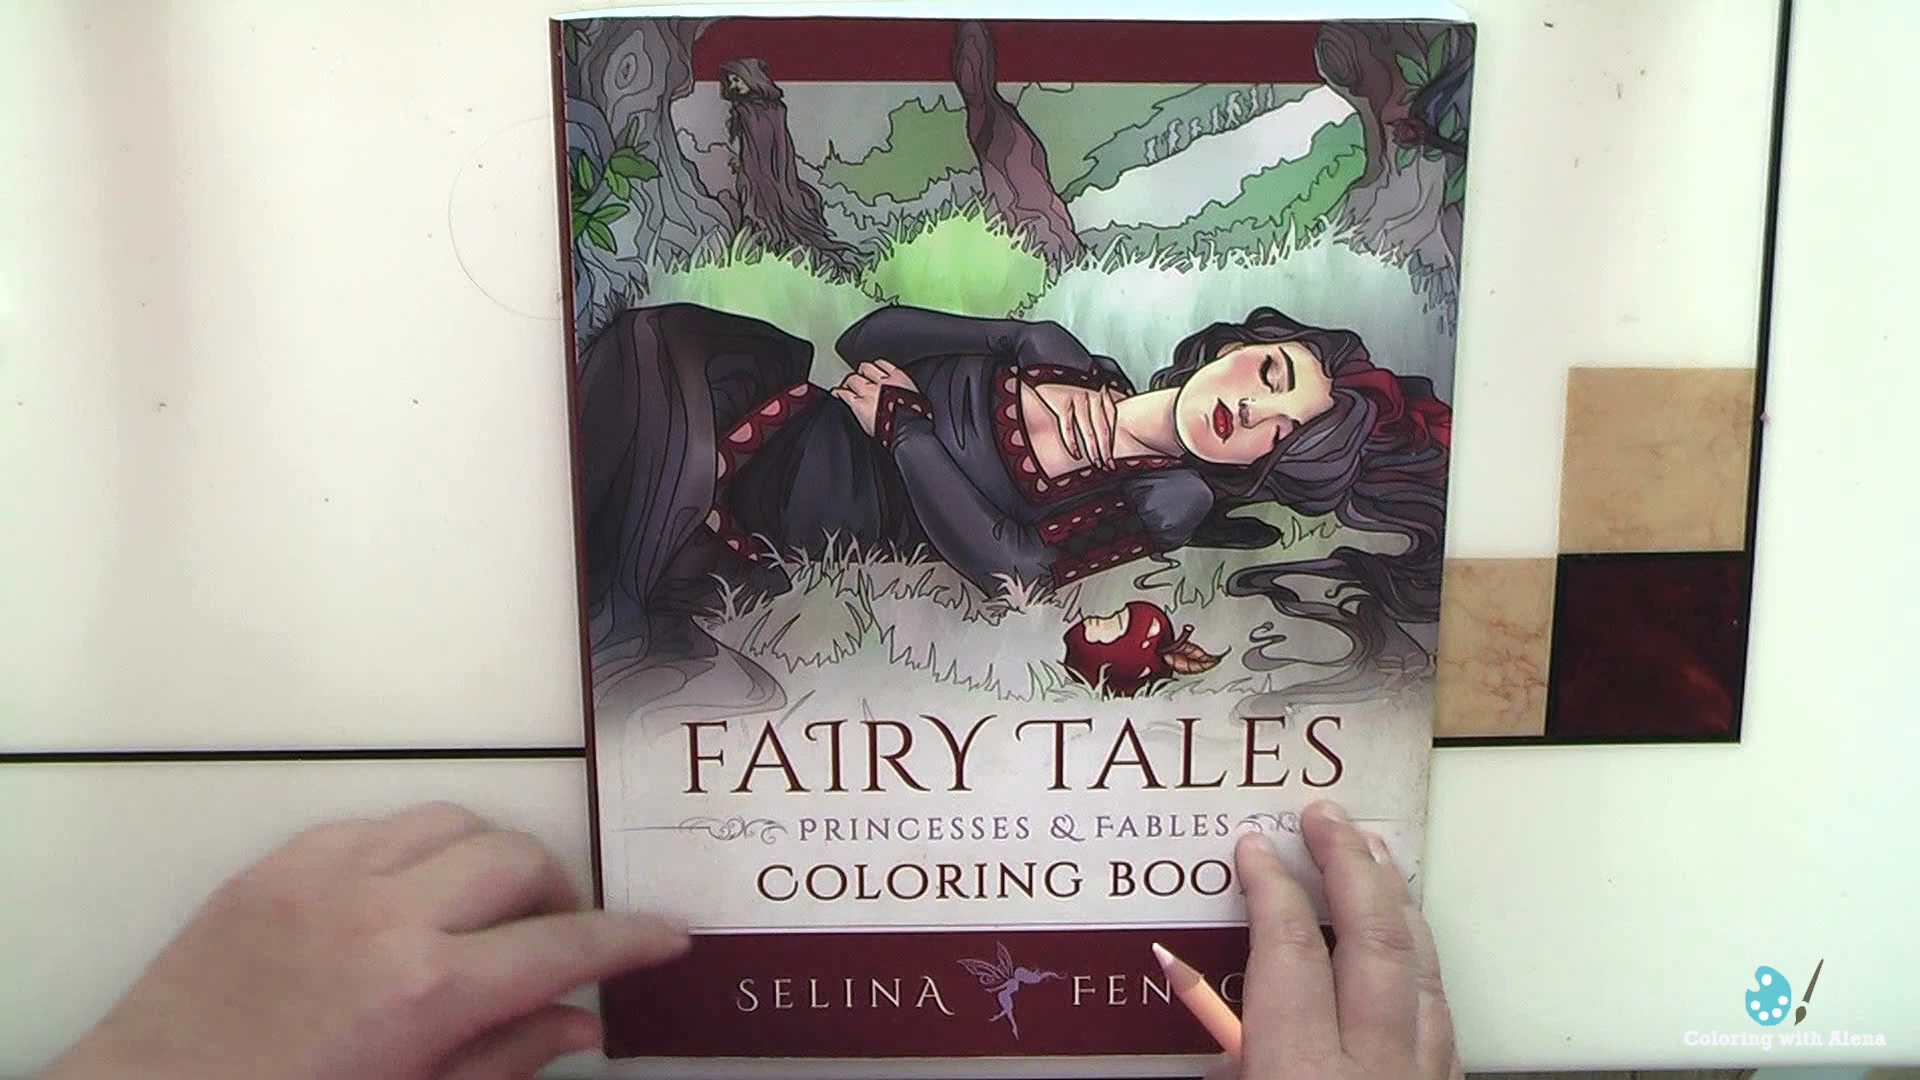 FAIRY TALES
PRINCESSES & FABLES
COLORING BOO
SELINA FEN
Coloring with Alena